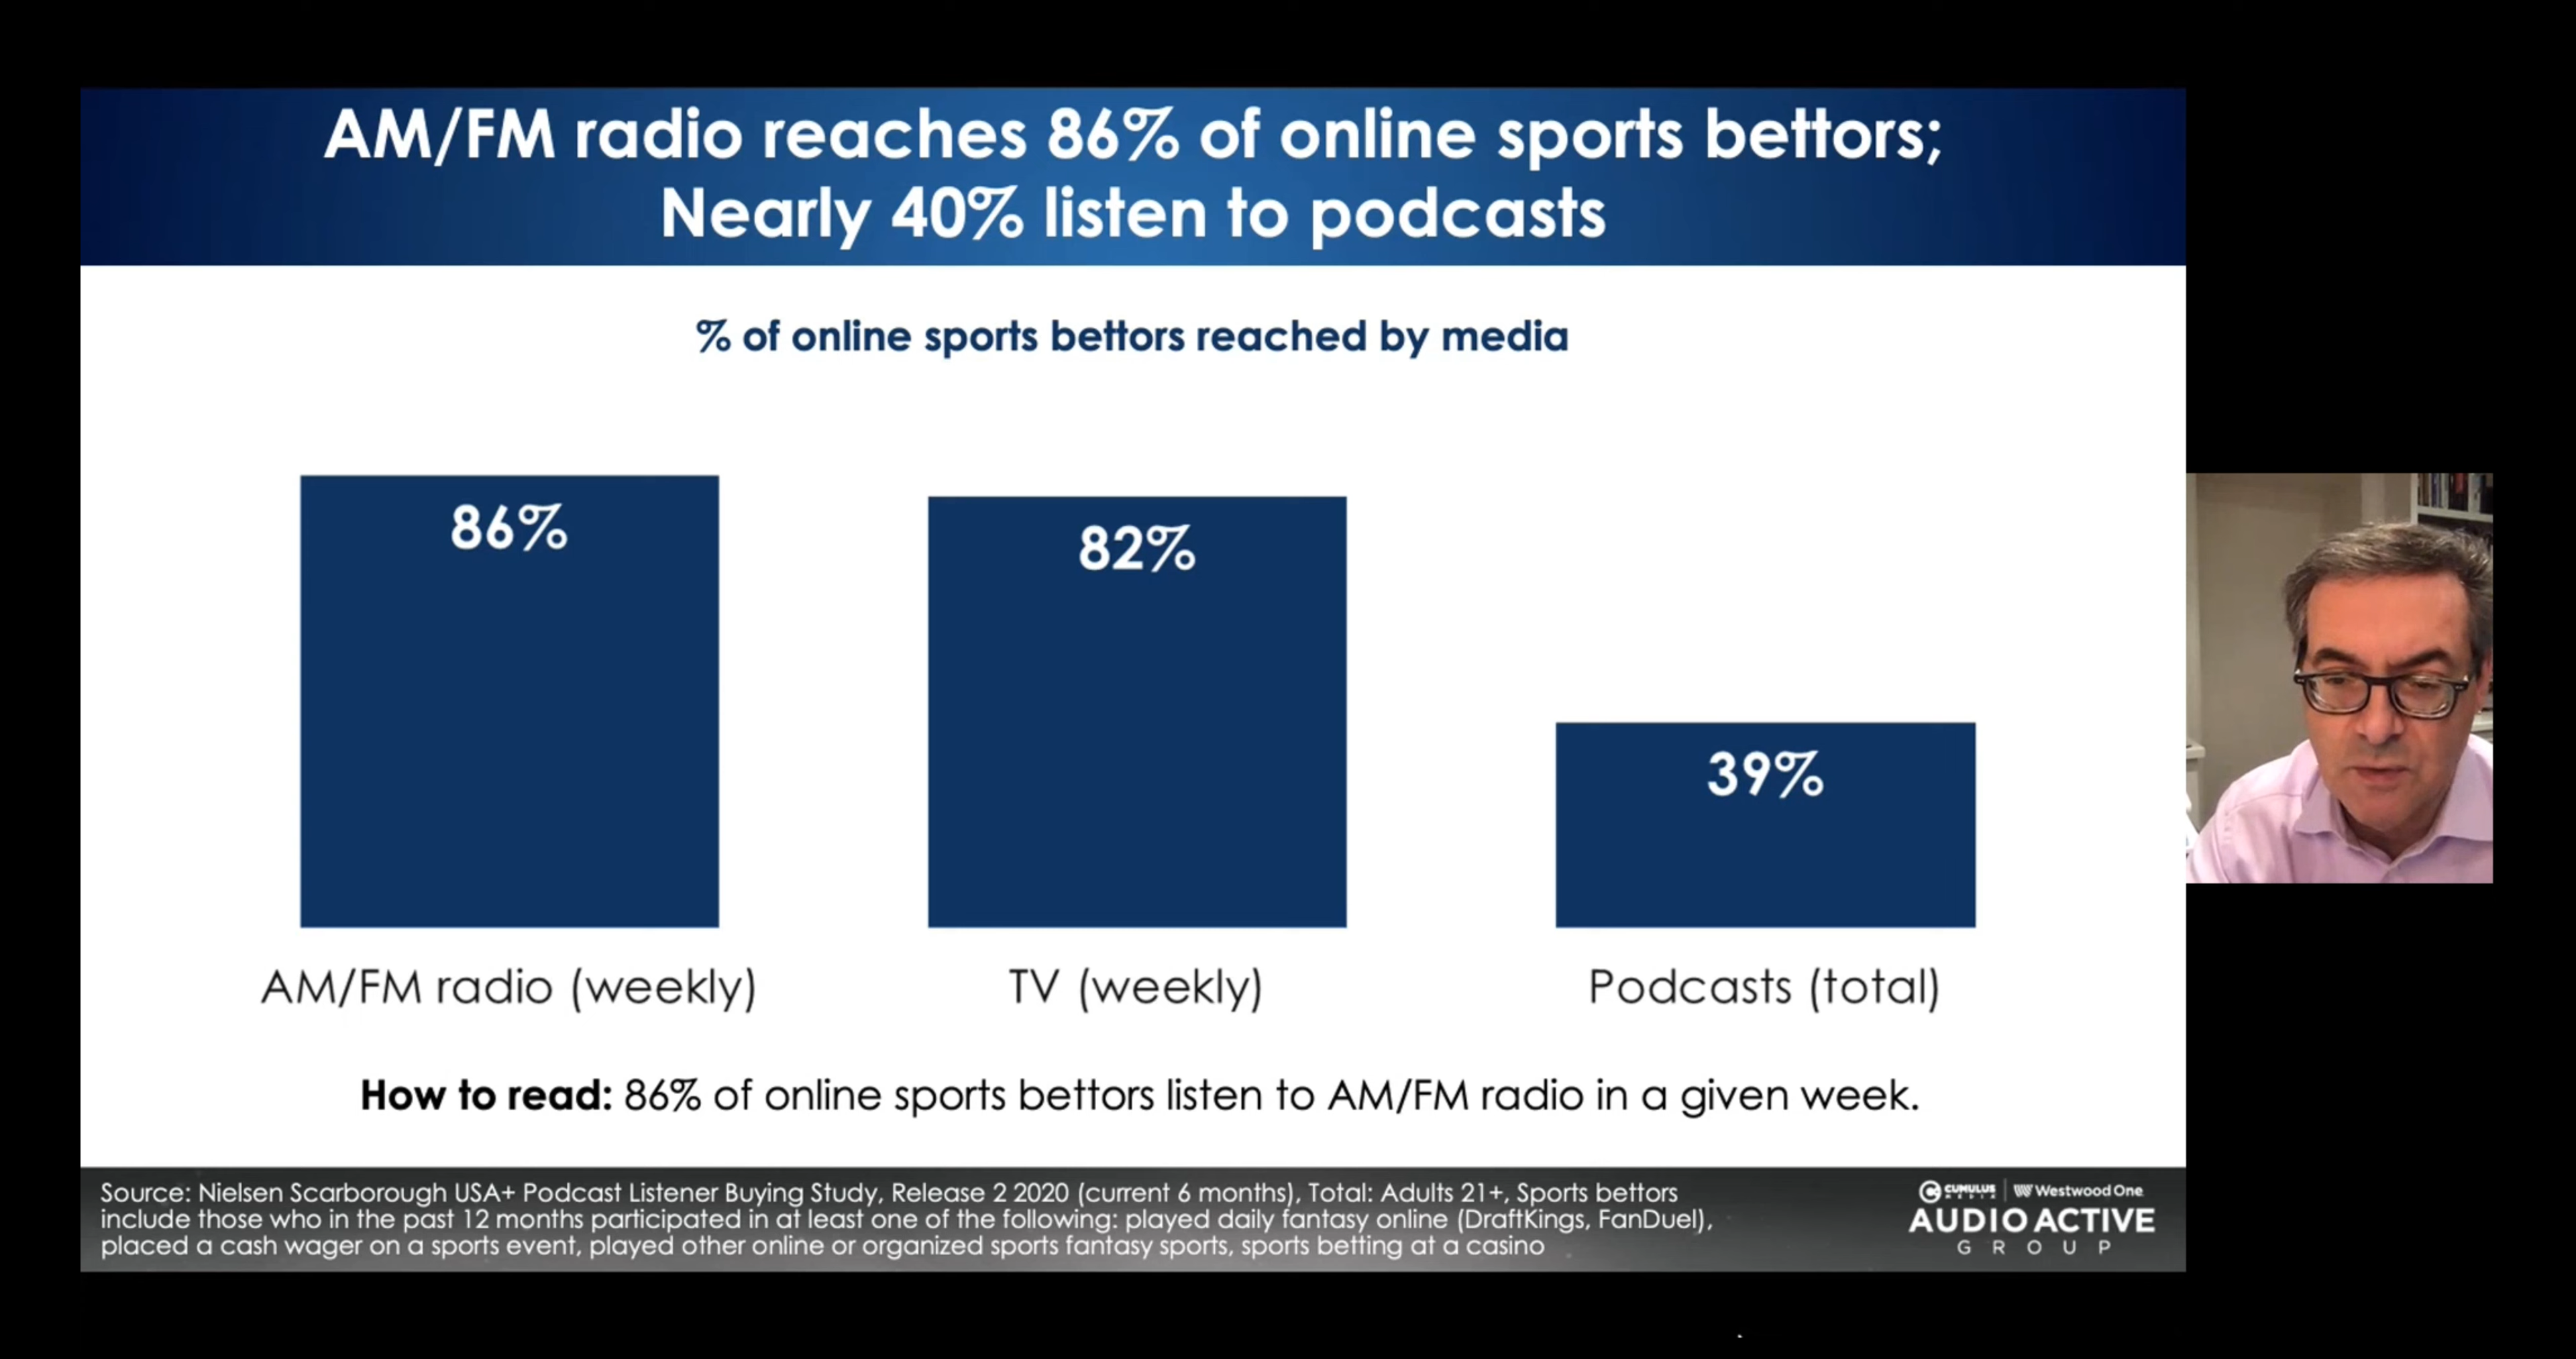 AM/FM radio reaches 86% of online sports bettors;
Nearly 40% listen to podcasts
% of online sports bettors reached by media
86%
82%
39%
AM/FM radio (weekly)
TV (weekly)
Podcasts (total)
How to read: 86% of online sports bettors listen to AM/FM radio in a given week.
Source: Nielsen Scarborough USA+ Podcast Listener Buying Study, Release 2 2020 (current 6 months), Total: Adults 21+, Sports bettors
include those who in the past 12 months participated in at least one of the following: played daily fantasy online (DraftKings, FanDuel),
placed a cash wager on a sports event, played other online or organized sports fantasy sports, sports betting at a casino
CUMULUS MEDIA | Westwood One
AUDIO ACTIVE
GROUP